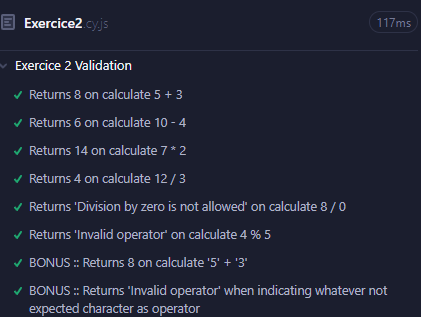 Exercice2.cy.js
117ms
Exercice 2 Validation
Returns 8 on calculate 5 + 3
Returns 6 on calculate 10 - 4
Returns 14 on calculate 7 * 2
Returns 4 on calculate 12 / 3
Returns 'Division by zero is not allowed' on calculate 8 / 0
Returns 'Invalid operator' on calculate 4 % 5
BONUS :: Returns 8 on calculate '5' + '3'
BONUS :: Returns 'Invalid operator' when indicating whatever not
expected character as operator